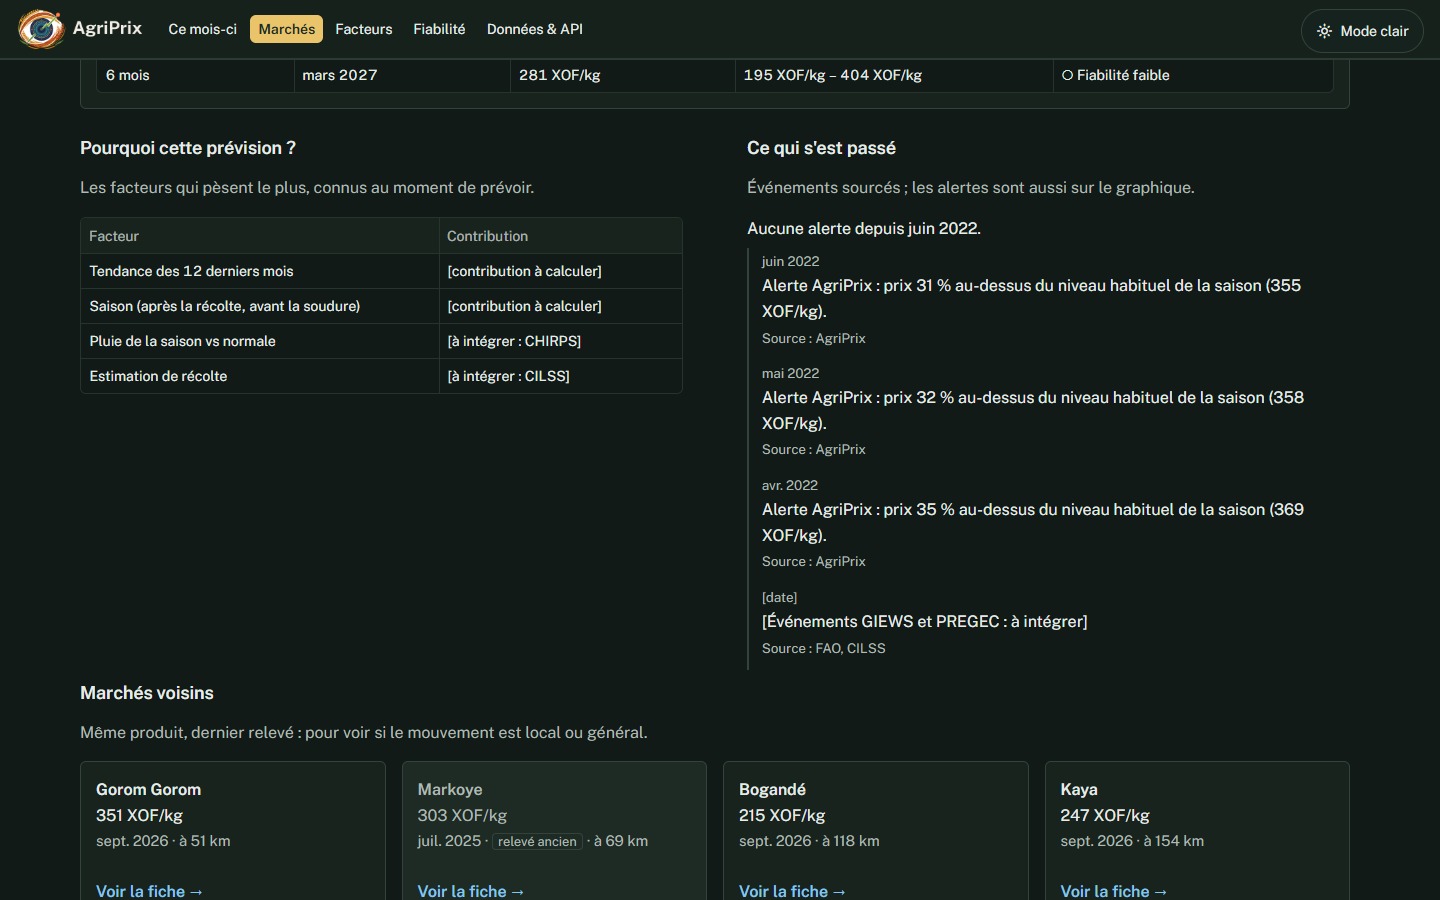 AgriPrix
Ce mois-ci
Marchés
Facteurs
Fiabilité
Données & API
Mode clair
6 mois
mars 2027
281 XOF/kg
195 XOF/kg – 404 XOF/kg
Fiabilité faible
Pourquoi cette prévision ?
Les facteurs qui pèsent le plus, connus au moment de prévoir.
Facteur
Contribution
Tendance des 12 derniers mois
[contribution à calculer]
Saison (après la récolte, avant la soudure)
[contribution à calculer]
Pluie de la saison vs normale
[à intégrer : CHIRPS]
Estimation de récolte
[à intégrer : CILSS]
Ce qui s'est passé
Événements sourcés ; les alertes sont aussi sur le graphique.
Aucune alerte depuis juin 2022.
juin 2022
Alerte AgriPrix : prix 31 % au-dessus du niveau habituel de la saison (355
XOF/kg).
Source : AgriPrix
mai 2022
Alerte AgriPrix : prix 32 % au-dessus du niveau habituel de la saison (358
XOF/kg).
Source : AgriPrix
avr. 2022
Alerte AgriPrix : prix 35 % au-dessus du niveau habituel de la saison (369
XOF/kg).
Source : AgriPrix
[date]
[Événements GIEWS et PREGEC : à intégrer]
Source : FAO, CILSS
Marchés voisins
Même produit, dernier relevé : pour voir si le mouvement est local ou général.
Gorom Gorom
351 XOF/kg
sept. 2026 · à 51 km
Voir la fiche →
Markoye
303 XOF/kg
juil. 2025 · relevé ancien · à 69 km
Voir la fiche →
Bogandé
215 XOF/kg
sept. 2026 · à 118 km
Voir la fiche →
Kaya
247 XOF/kg
sept. 2026 · à 154 km
Voir la fiche →